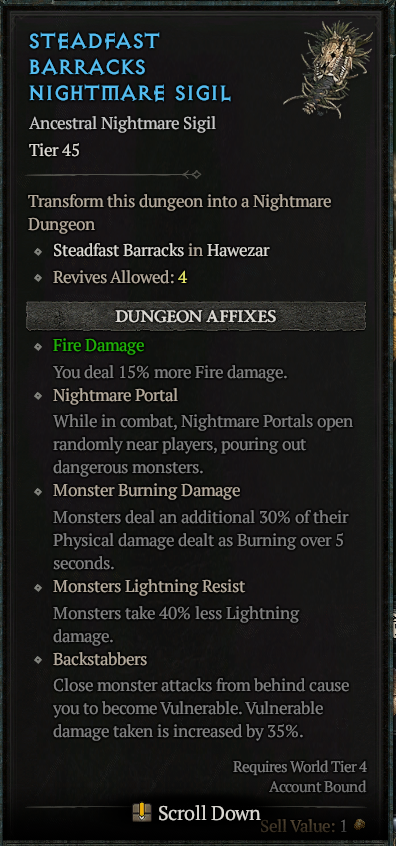 STEADFAST
BARRACKS
NIGHTMARE SIGIL
Ancestral Nightmare Sigil
Tier 45
Transform this dungeon into a Nightmare
Dungeon
Steadfast Barracks in Hawezar
Revives Allowed: 4
DUNGEON AFFIXES
Fire Damage
You deal 15% more Fire damage.
Nightmare Portal
While in combat, Nightmare Portals open
randomly near players, pouring out
dangerous monsters.
Monster Burning Damage
Monsters deal an additional 30% of their
Physical damage dealt as Burning over 5
seconds.
Monsters Lightning Resist
Monsters take 40% less Lightning
damage.
Backstabbers
Close monster attacks from behind cause
you to become Vulnerable. Vulnerable
damage taken is increased by 35%.
Requires World Tier 4
Account Bound
Scroll Down
Sell Value: 1